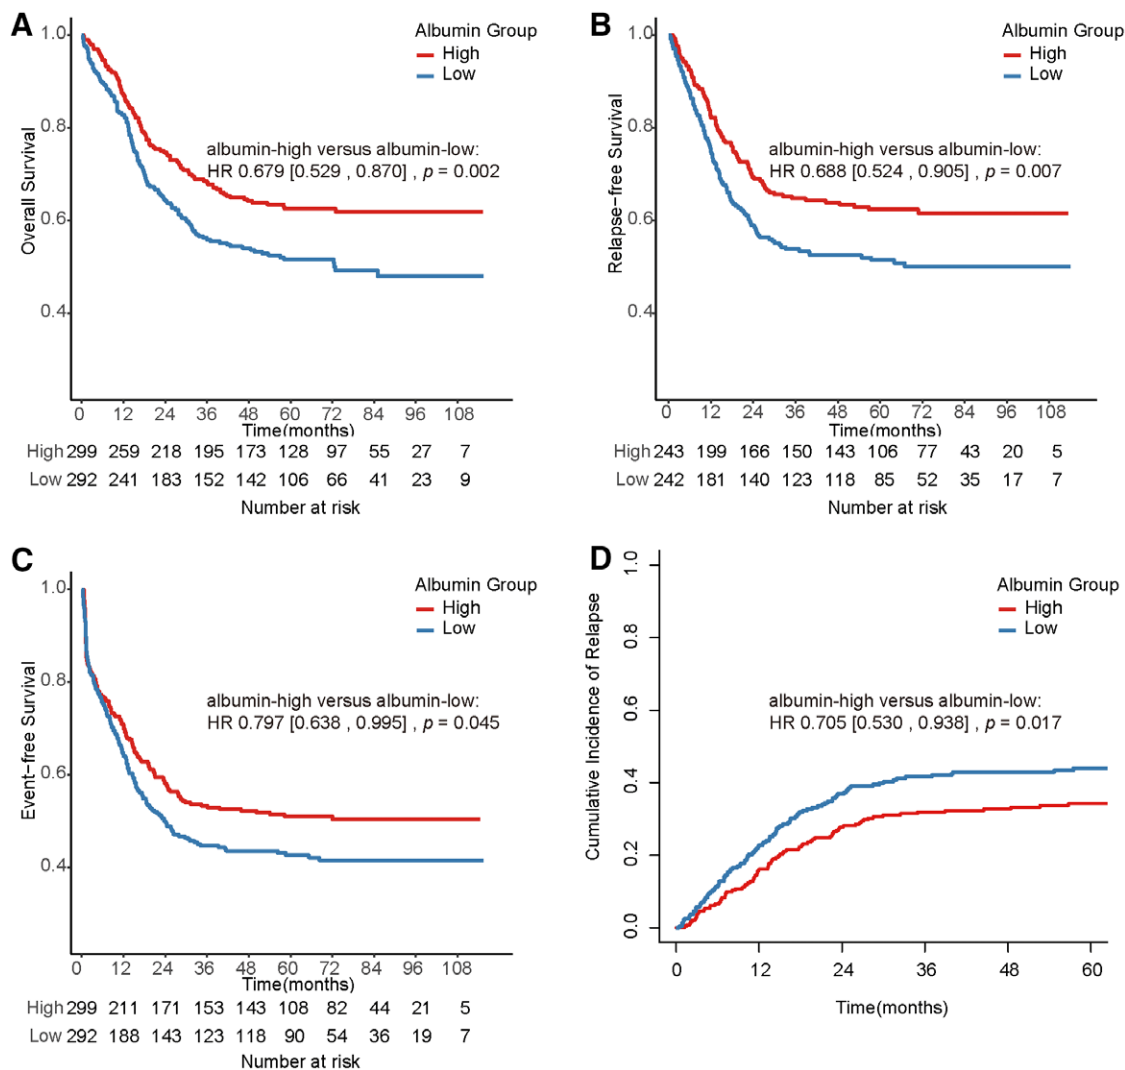 A
Albumin Group
High
Low
albumin-high versus albumin-low:
HR 0.679 [0.529 , 0.870] , p = 0.002
Overall Survival
1.0
0.8
0.6
0.4
0 12 24 36 48 60 72 84 96 108
Time(months)
High 299 259 218 195 173 128 97 55 27 7
Low 292 241 183 152 142 106 66 41 23 9
Number at risk
B
Albumin Group
High
Low
albumin-high versus albumin-low:
HR 0.688 [0.524 , 0.905] , p = 0.007
Relapse-free Survival
1.0
0.8
0.6
0.4
0 12 24 36 48 60 72 84 96 108
Time(months)
High 243 199 166 150 143 106 77 43 20 5
Low 242 181 140 123 118 85 52 35 17 7
Number at risk
C
Albumin Group
High
Low
albumin-high versus albumin-low:
HR 0.797 [0.638 , 0.995] , p = 0.045
Event-free Survival
1.0
0.8
0.6
0.4
0 12 24 36 48 60 72 84 96 108
Time(months)
High 299 211 171 153 143 108 82 44 21 5
Low 292 188 143 123 118 90 54 36 19 7
Number at risk
D
Albumin Group
High
Low
albumin-high versus albumin-low:
HR 0.705 [0.530 , 0.938] , p = 0.017
Cumulative Incidence of Relapse
1.0
0.8
0.6
0.4
0.2
0.0
0 12 24 36 48 60
Time(months)